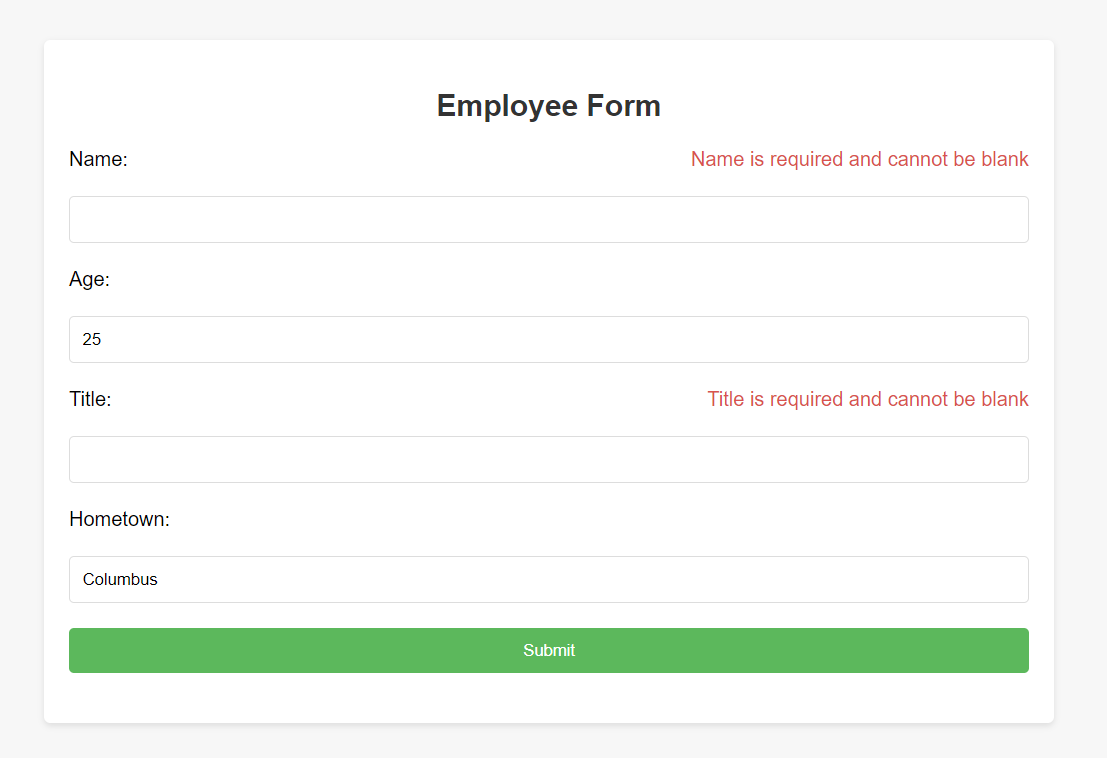 Employee Form
Name: Name is required and cannot be blank
Age:
25
Title: Title is required and cannot be blank
Hometown:
Columbus
Submit